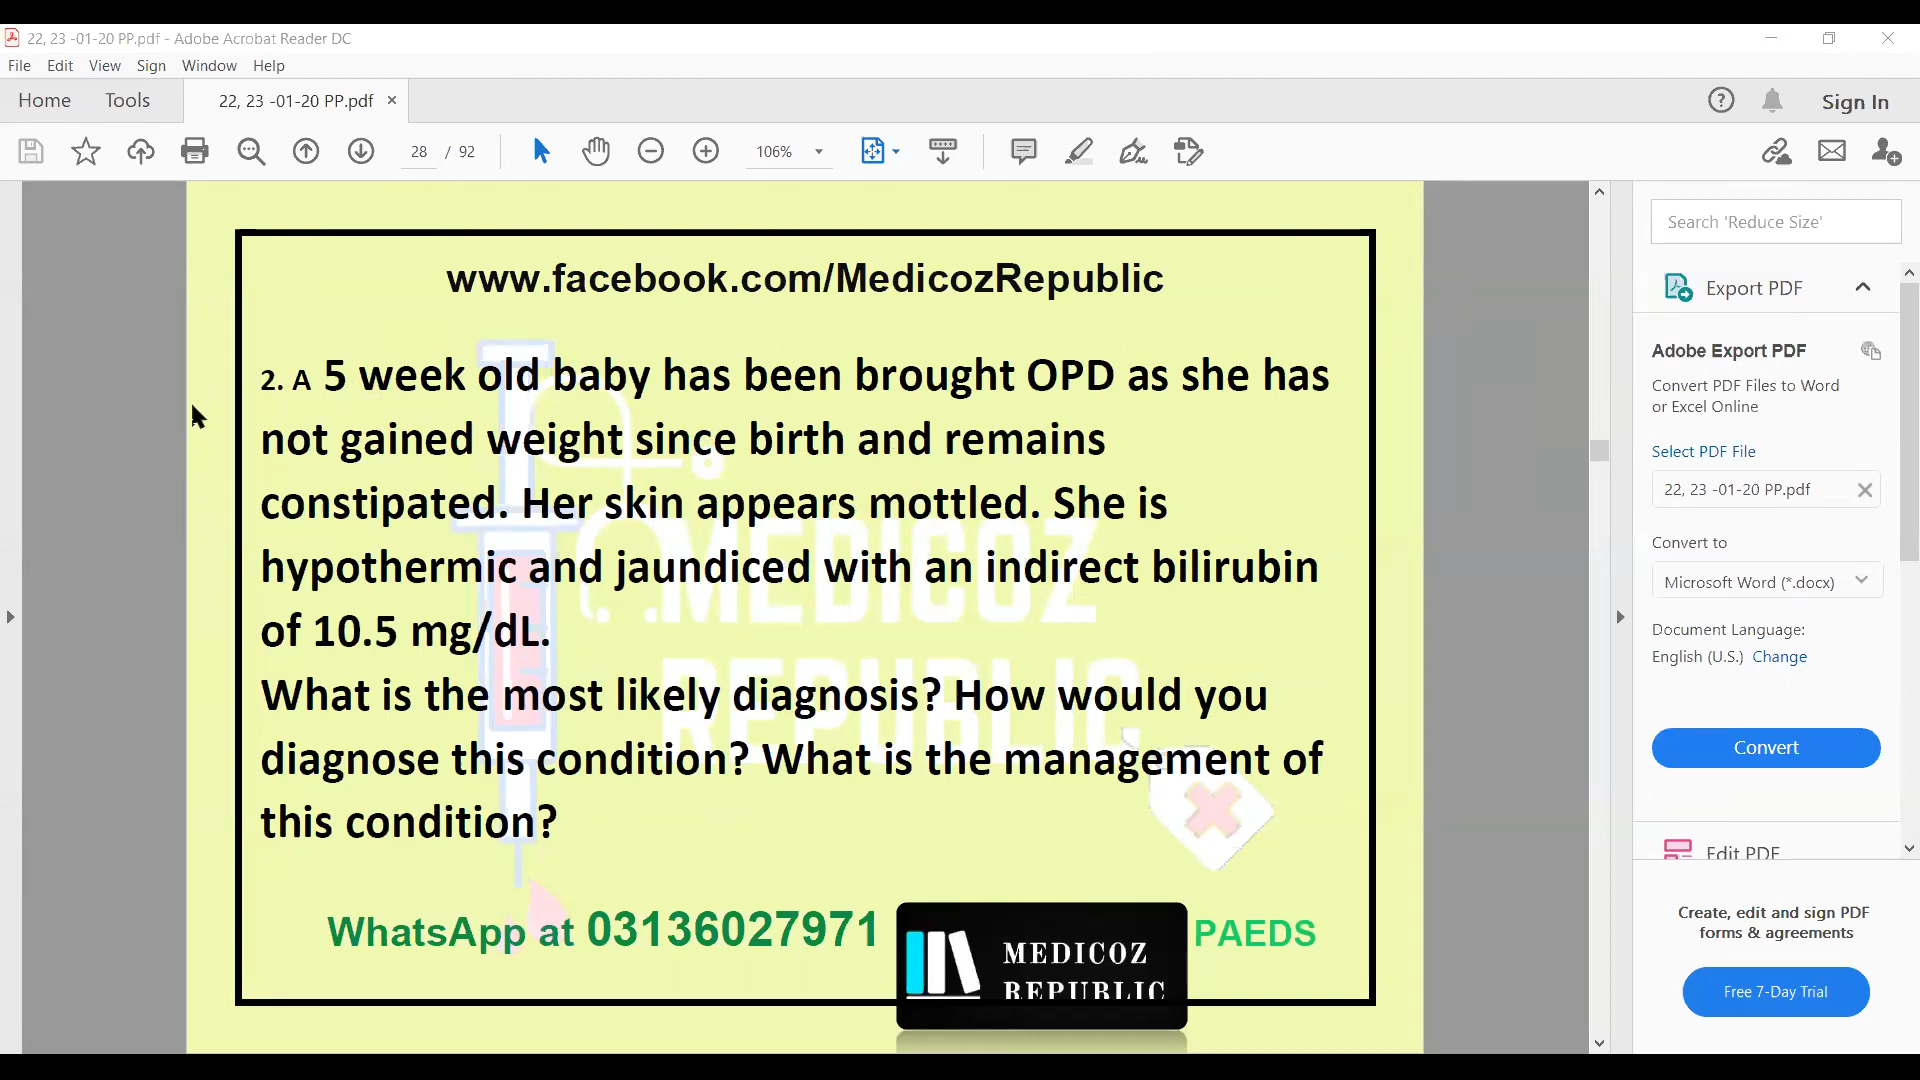 22, 23 -01-20 PP.pdf - Adobe Acrobat Reader DC
File Edit View Sign Window Help
Home Tools 22, 23 -01-20 PP.pdf × Sign In
28 / 92 106%
www.facebook.com/MedicozRepublic
2. A 5 week old baby has been brought OPD as she has
not gained weight since birth and remains
constipated. Her skin appears mottled. She is
hypothermic and jaundiced with an indirect bilirubin
of 10.5 mg/dL.
What is the most likely diagnosis? How would you
diagnose this condition? What is the management of
this condition?
MEDICOZ
REPUBLIC
WhatsApp at 03136027971
MEDICOZ
REPUBLIC
PAEDS
Search 'Reduce Size'
Export PDF
Adobe Export PDF
Convert PDF Files to Word
or Excel Online
Select PDF File
22, 23 -01-20 PP.pdf
Convert to
Microsoft Word (*.docx)
Document Language:
English (U.S.) Change
Convert
Edit PDF
Create, edit and sign PDF
forms & agreements
Free 7-Day Trial